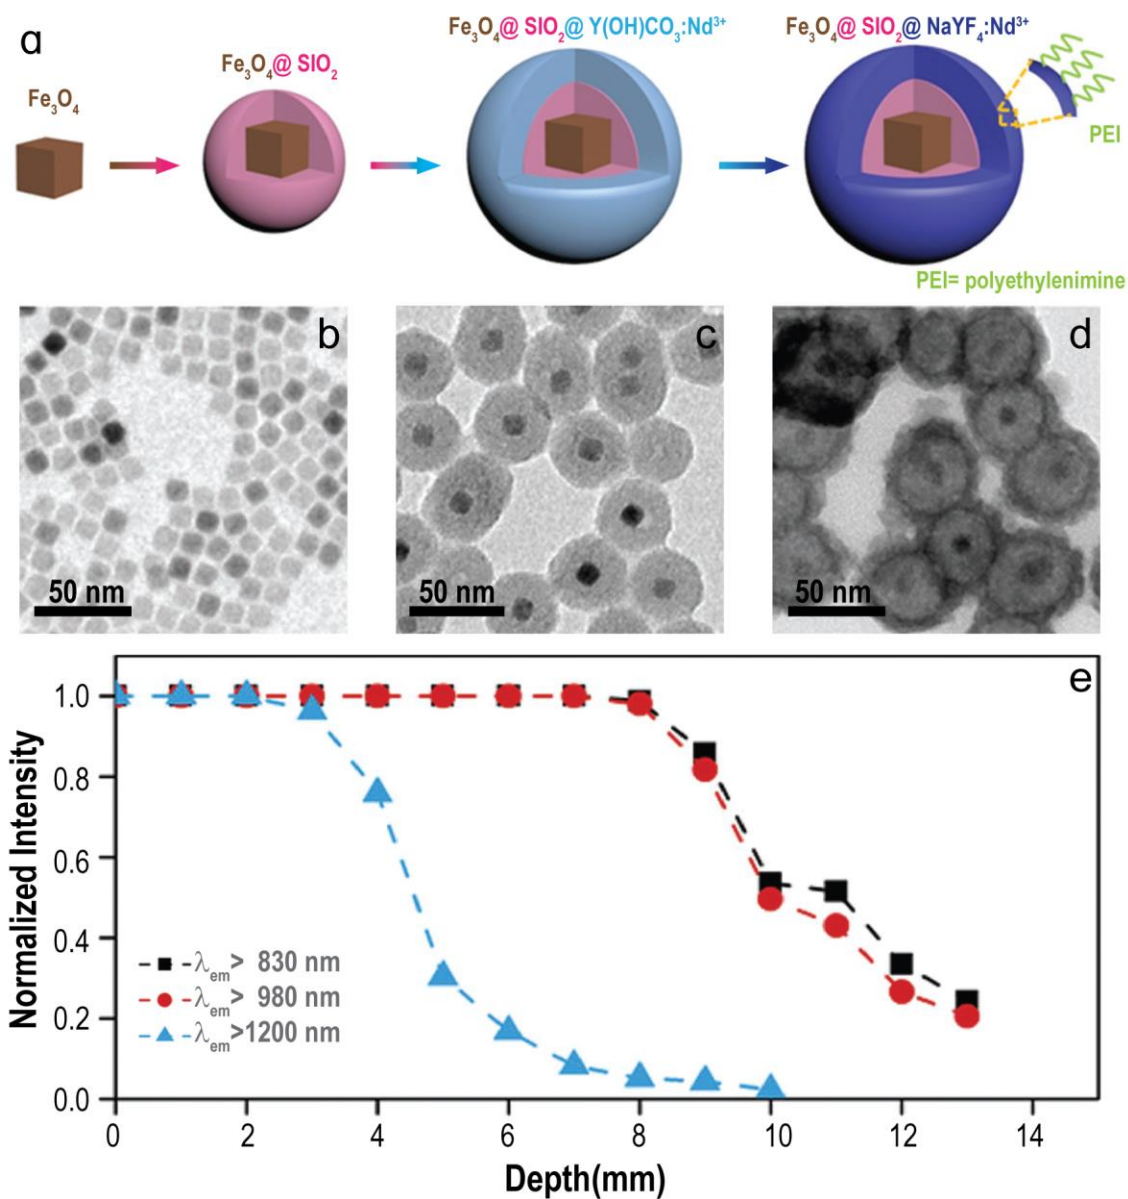 a
Fe₃O₄
Fe₃O₄@ SIO₂
Fe₃O₄@ SIO₂@ Y(OH)CO₃:Nd³⁺
Fe₃O₄@ SIO₂@ NaYF₄:Nd³⁺
PEI
PEI= polyethylenimine
b
50 nm
c
50 nm
d
50 nm
e
Normalized Intensity
1.0
0.8
0.6
0.4
0.2
0.0
λem> 830 nm
λem> 980 nm
λem>1200 nm
0 2 4 6 8 10 12 14
Depth(mm)